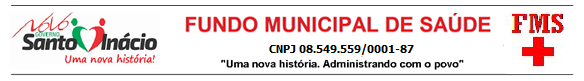 Novo
GOVERNO
Santo Inácio
Uma nova história!
FUNDO MUNICIPAL DE SAÚDE
CNPJ 08.549.559/0001-87
"Uma nova história. Administrando com o povo"
FMS